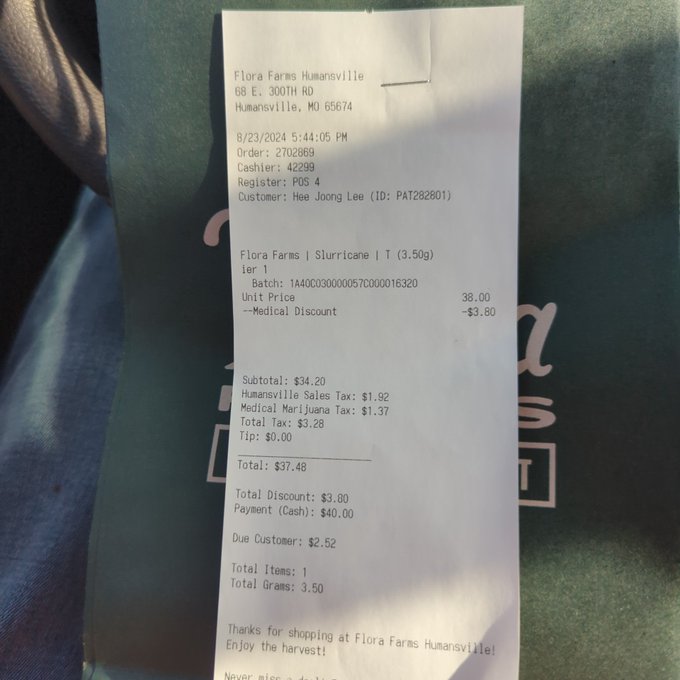 Flora Farms Humansville
68 E. 300TH RD
Humansville, MO 65674
8/23/2024 5:44:05 PM
Order: 2702869
Cashier: 42299
Register: POS 4
Customer: Hee Joong Lee (ID: PAT282801)
Flora Farms | Slurricane | T (3.50g)
ier 1
Batch: 1A40C030000057C000016320
Unit Price 38.00
--Medical Discount -$3.80
Subtotal: $34.20
Humansville Sales Tax: $1.92
Medical Marijuana Tax: $1.37
Total Tax: $3.28
Tip: $0.00
Total: $37.48
Total Discount: $3.80
Payment (Cash): $40.00
Due Customer: $2.52
Total Items: 1
Total Grams: 3.50
Thanks for shopping at Flora Farms Humansville!
Enjoy the harvest!
Never miss a